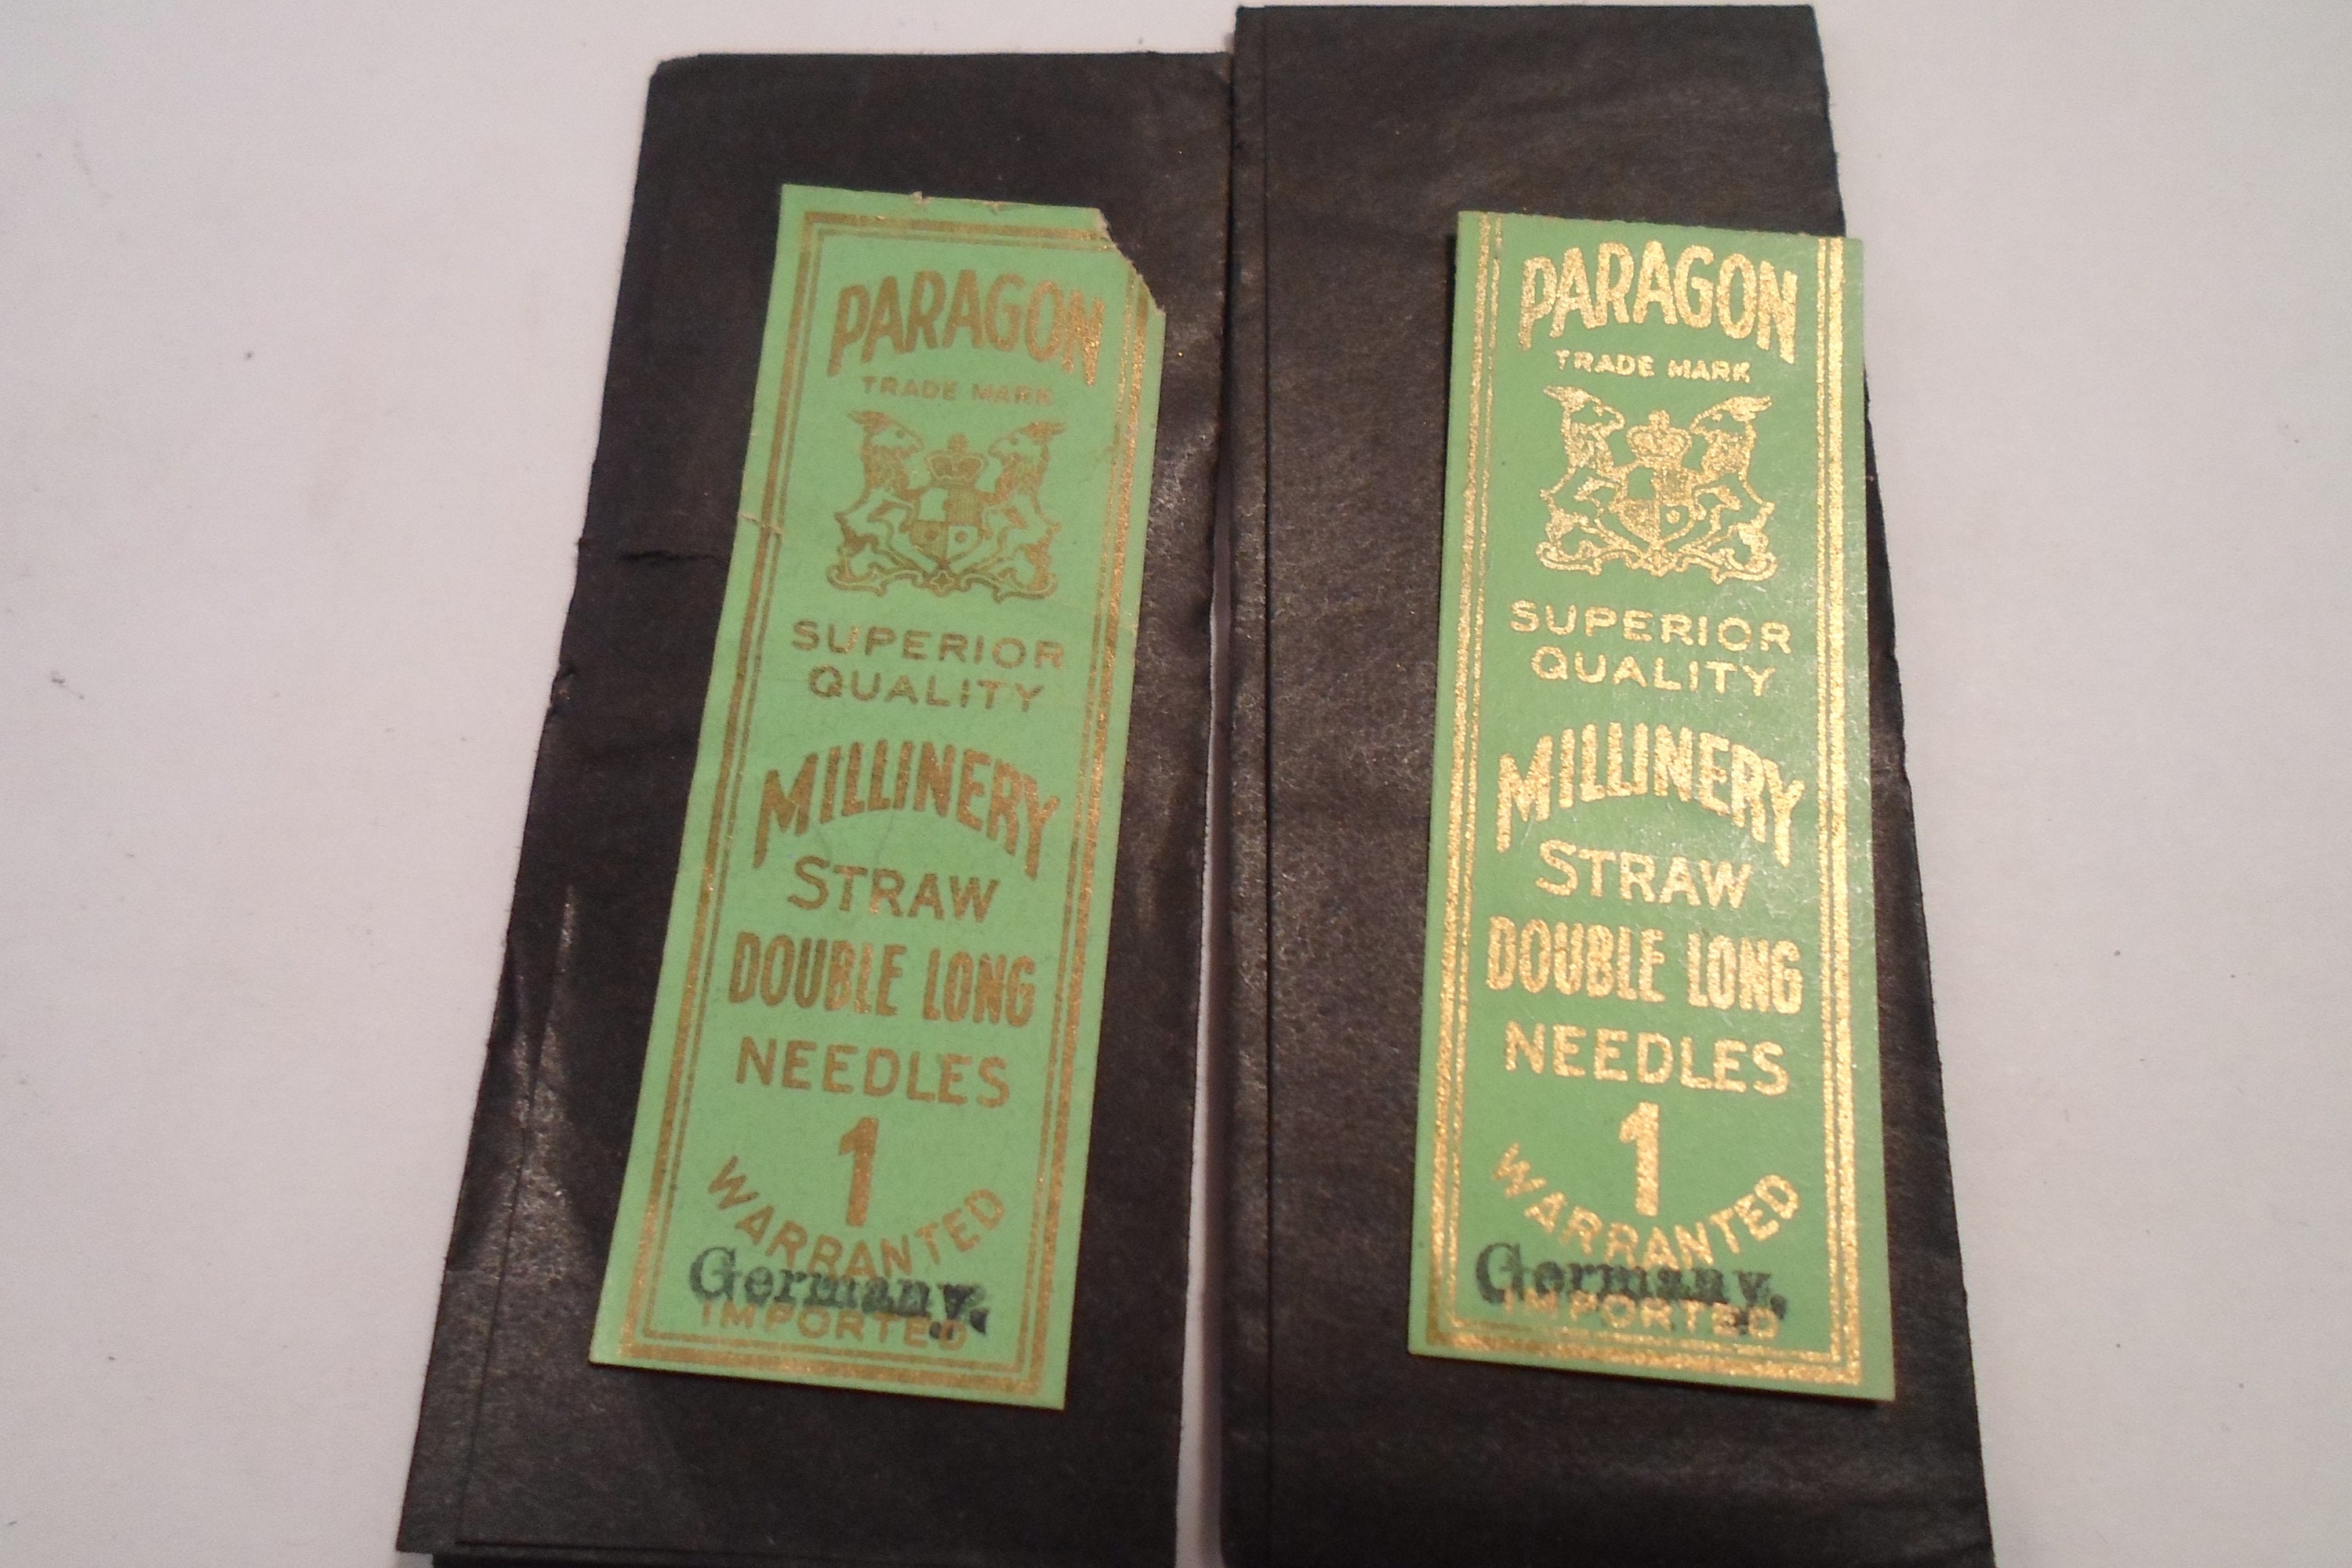 PARAGON
TRADE MARK
SUPERIOR
QUALITY
MILLINERY
STRAW
DOUBLE LONG
NEEDLES
1
WARRANTED
Germany.
IMPORTED
PARAGON
TRADE MARK
SUPERIOR
QUALITY
MILLINERY
STRAW
DOUBLE LONG
NEEDLES
1
WARRANTED
Germany.
IMPORTED